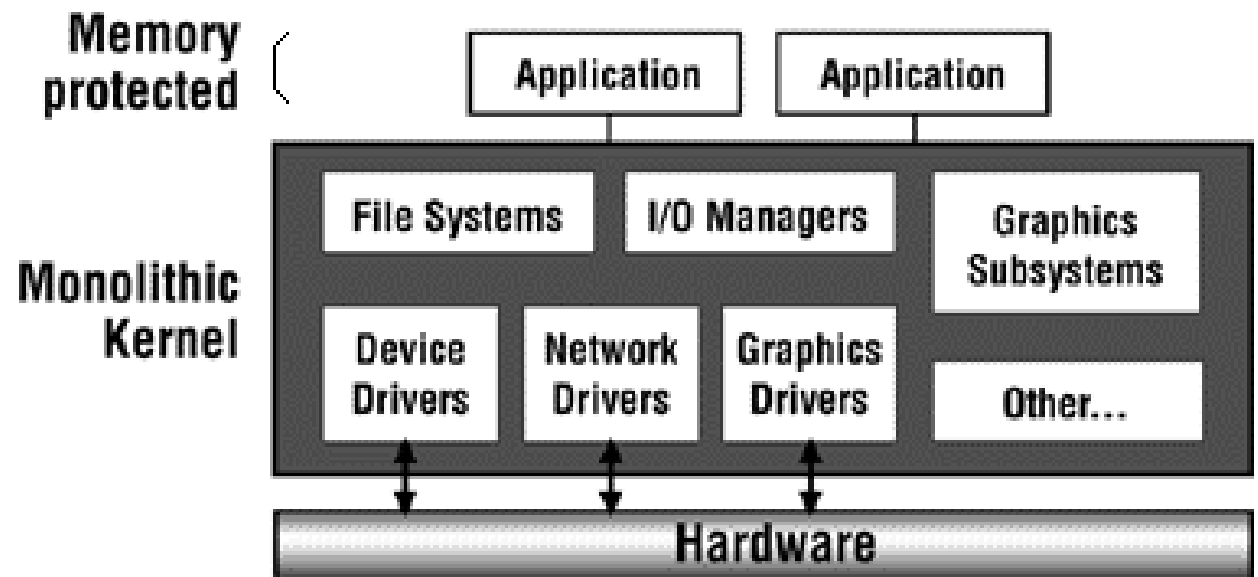 Memory
protected
Application
Application
Monolithic
Kernel
File Systems
I/O Managers
Graphics
Subsystems
Device
Drivers
Network
Drivers
Graphics
Drivers
Other...
Hardware